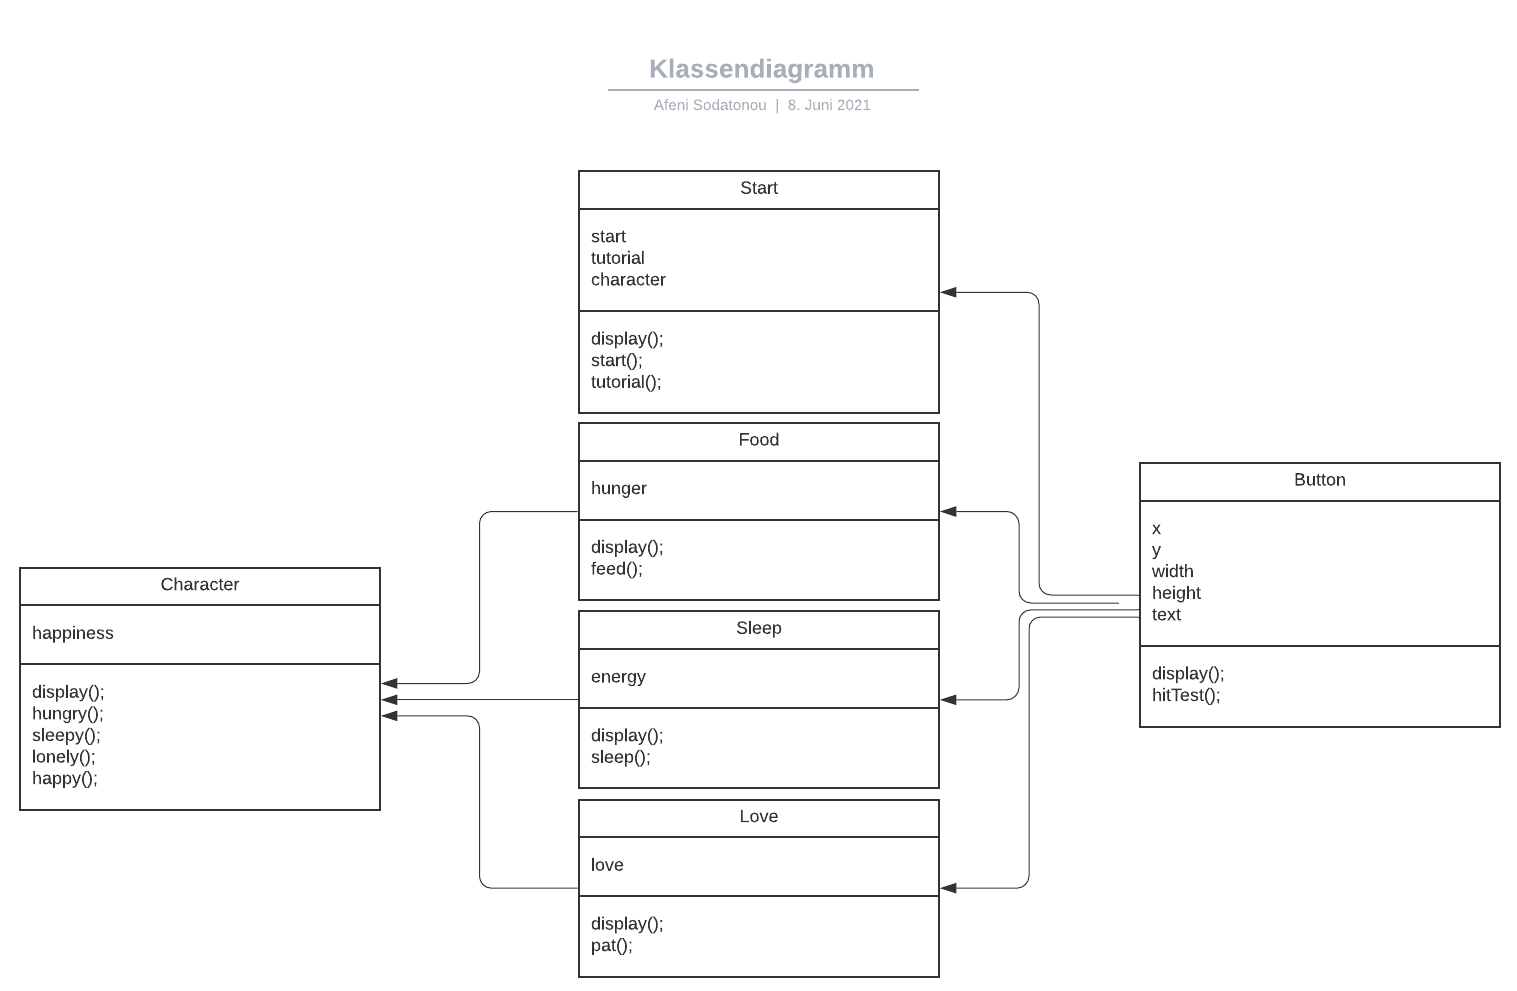 Klassendiagramm
Afeni Sodatonou | 8. Juni 2021
Start
start
tutorial
character
display();
start();
tutorial();
Food
hunger
display();
feed();
Sleep
energy
display();
sleep();
Love
love
display();
pat();
Character
happiness
display();
hungry();
sleepy();
lonely();
happy();
Button
x
y
width
height
text
display();
hitTest();